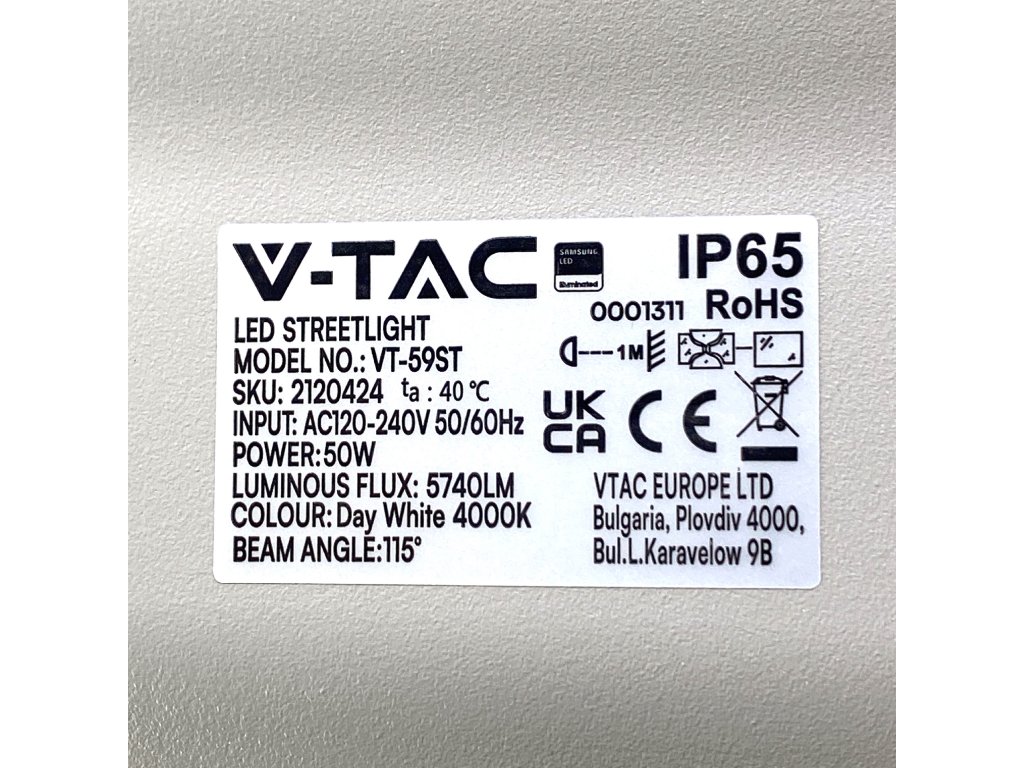 V-TAC
SAMSUNG
LED
illuminated
IP65
0001311 RoHS
LED STREETLIGHT
MODEL NO.: VT-59ST
1M
SKU: 2120424 ta : 40 ℃
INPUT: AC120-240V 50/60Hz
UK
CA
CE
POWER:50W
LUMINOUS FLUX: 5740LM
COLOUR: Day White 4000K
BEAM ANGLE:115°
VTAC EUROPE LTD
Bulgaria, Plovdiv 4000,
Bul.L.Karavelow 9B